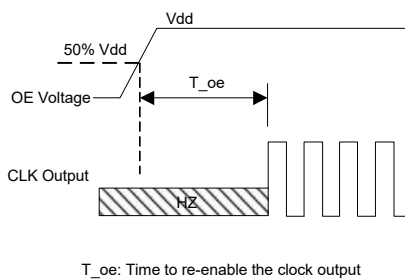 Vdd
50% Vdd
T_oe
OE Voltage
CLK Output
HZ
T_oe: Time to re-enable the clock output